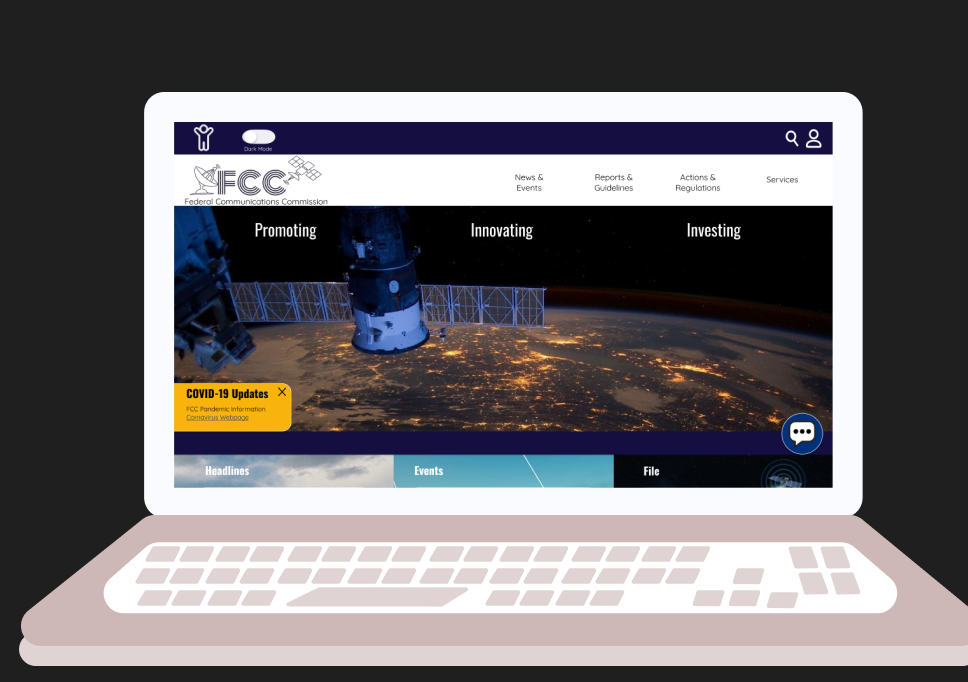 Dark Mode
FCC
Federal Communications Commission
News &
Events
Reports &
Guidelines
Actions &
Regulations
Services
Promoting
Innovating
Investing
COVID-19 Updates
FCC Pandemic Information
Cornavirus Webpage
Headlines
Events
File